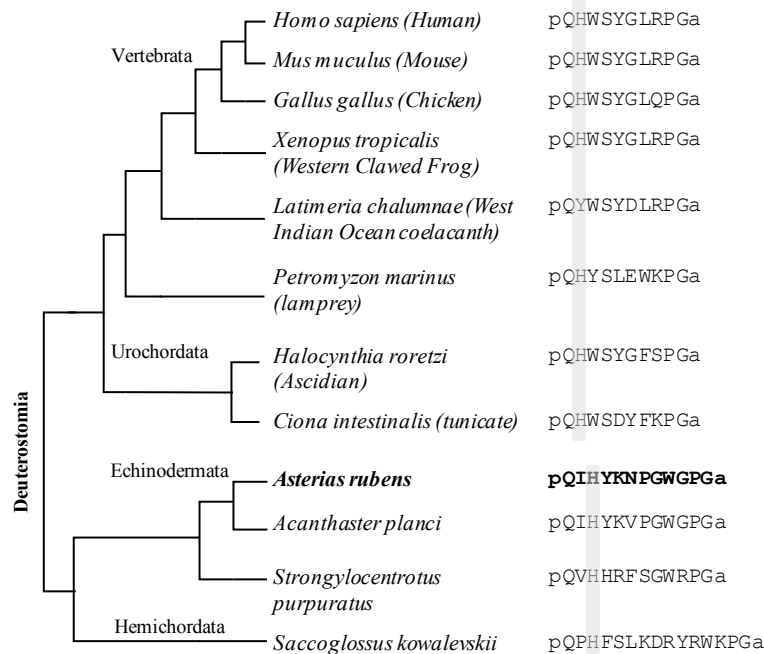 Homo sapiens (Human) pQHWSYGLRPGa
Vertebrata
Mus muculus (Mouse) pQHWSYGLRPGa
Gallus gallus (Chicken) pQHWSYGLQPGa
Xenopus tropicalis pQHWSYGLRPGa
(Western Clawed Frog)
Latimeria chalumnae (West pQYWSYDLRPGa
Indian Ocean coelacanth)
Petromyzon marinus pQHYSLEWKPGa
(lamprey)
Urochordata
Halocynthia roretzi pQHWSYGFSPGa
(Ascidian)
Ciona intestinalis (tunicate) pQHWSDYFKPGa
Deuterostomia
Echinodermata
Asterias rubens pQIHYKNPGWGPGa
Acanthaster planci pQIHYKVPGWGPGa
Strongylocentrotus pQVHHRFSGWRPGa
purpuratus
Hemichordata
Saccoglossus kowalevskii pQPHFSLKDRYRWKPGa